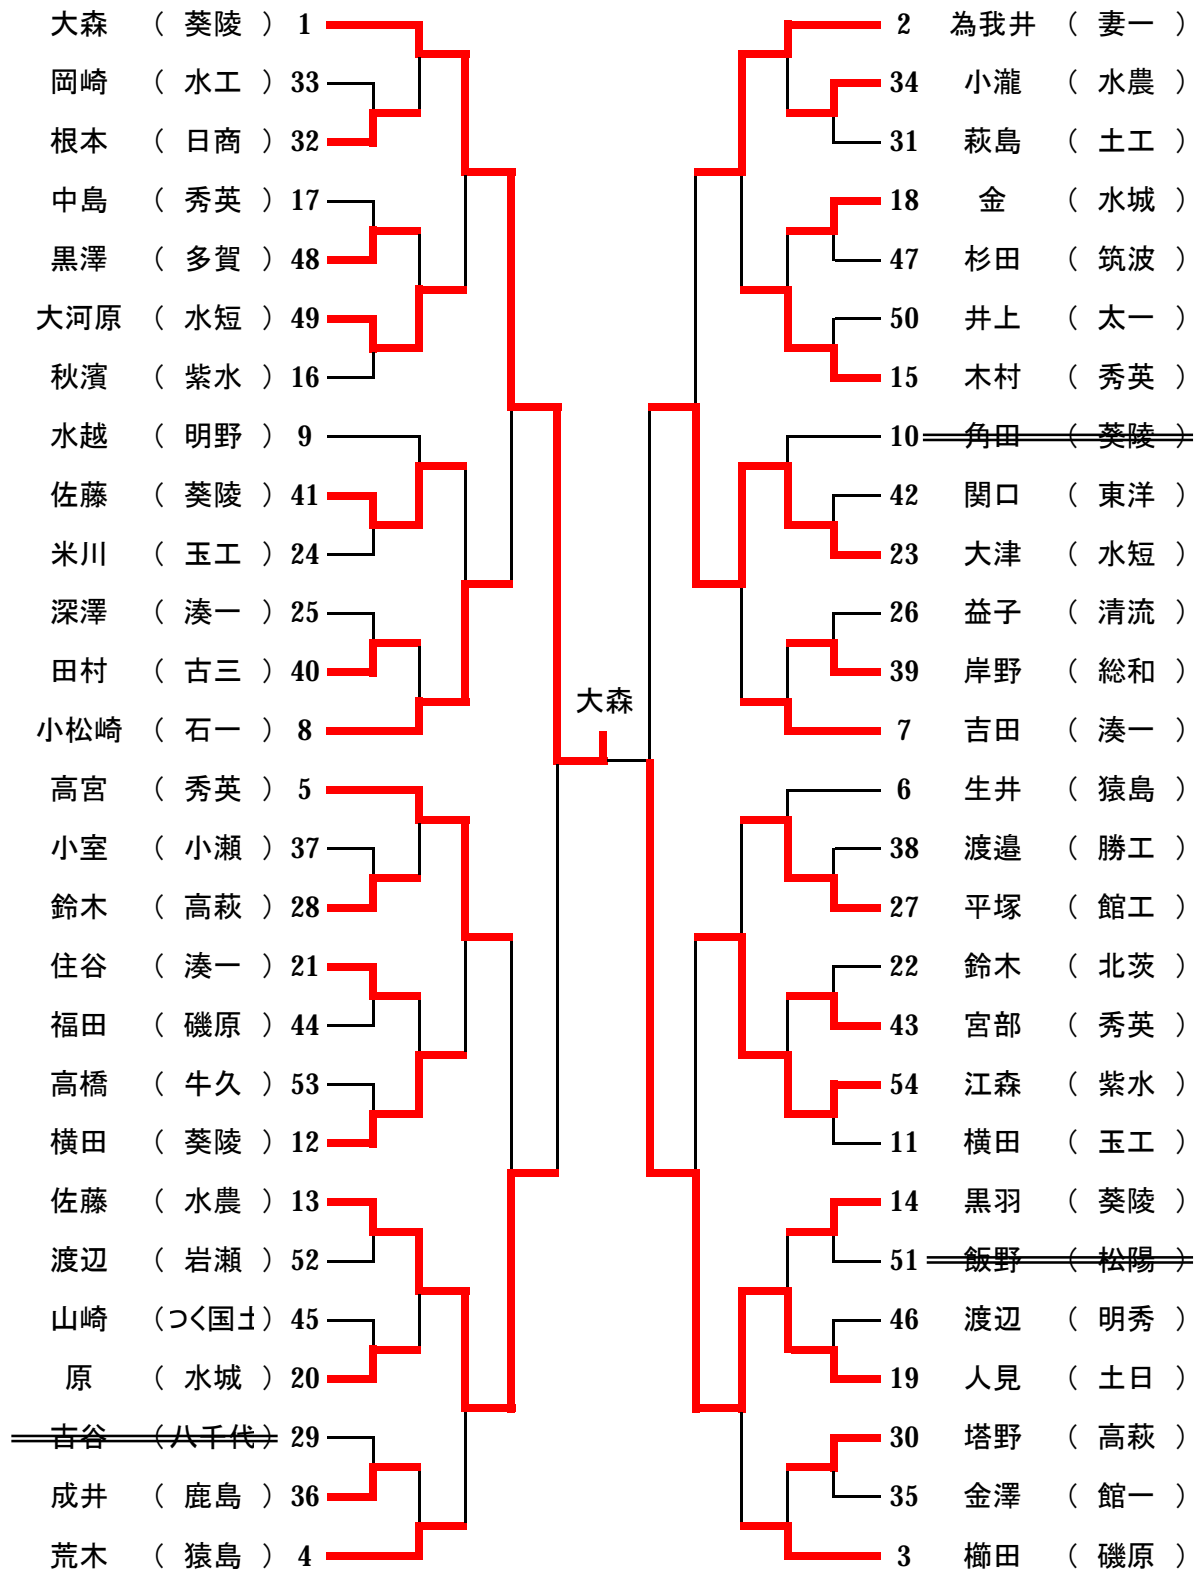 大森 ( 葵陵 ) 1
岡崎 ( 水工 ) 33
根本 ( 日商 ) 32
中島 ( 秀英 ) 17
黒澤 ( 多賀 ) 48
大河原 ( 水短 ) 49
秋濱 ( 紫水 ) 16
水越 ( 明野 ) 9
佐藤 ( 葵陵 ) 41
米川 ( 玉工 ) 24
深澤 ( 湊一 ) 25
田村 ( 古三 ) 40
小松崎 ( 石一 ) 8
高宮 ( 秀英 ) 5
小室 ( 小瀬 ) 37
鈴木 ( 高萩 ) 28
住谷 ( 湊一 ) 21
福田 ( 磯原 ) 44
高橋 ( 牛久 ) 53
横田 ( 葵陵 ) 12
佐藤 ( 水農 ) 13
渡辺 ( 岩瀬 ) 52
山崎 (つく国土) 45
原 ( 水城 ) 20
古谷 (八千代) 29
成井 ( 鹿島 ) 36
荒木 ( 猿島 ) 4
大森
2 為我井 ( 妻一 )
34 小瀧 ( 水農 )
31 萩島 ( 土工 )
18 金 ( 水城 )
47 杉田 ( 筑波 )
50 井上 ( 太一 )
15 木村 ( 秀英 )
10 角田 ( 葵陵 )
42 関口 ( 東洋 )
23 大津 ( 水短 )
26 益子 ( 清流 )
39 岸野 ( 総和 )
7 吉田 ( 湊一 )
6 生井 ( 猿島 )
38 渡邉 ( 勝工 )
27 平塚 ( 館工 )
22 鈴木 ( 北茨 )
43 宮部 ( 秀英 )
54 江森 ( 紫水 )
11 横田 ( 玉工 )
14 黒羽 ( 葵陵 )
51 飯野 ( 松陽 )
46 渡辺 ( 明秀 )
19 人見 ( 土日 )
30 塔野 ( 高萩 )
35 金澤 ( 館一 )
3 櫛田 ( 磯原 )